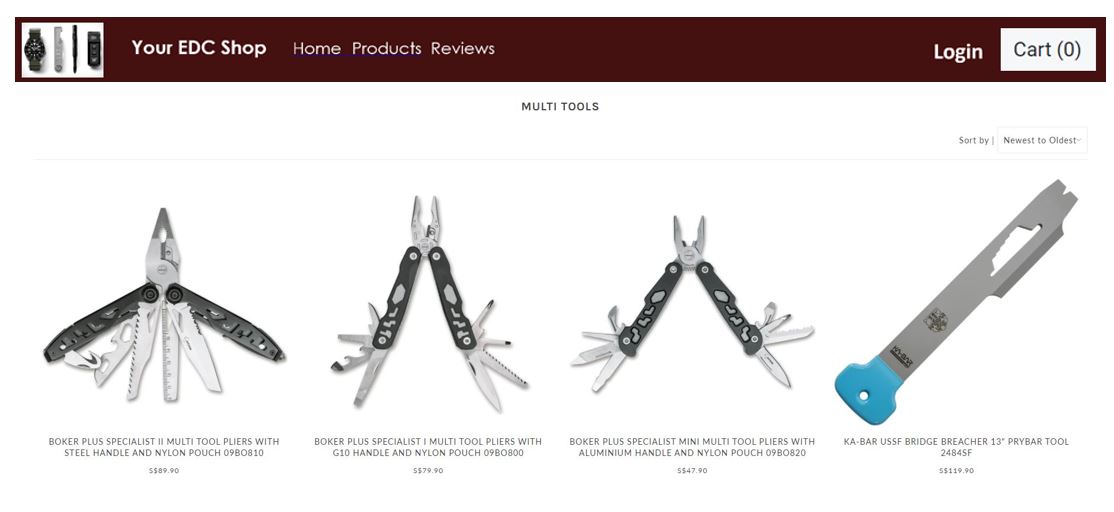 Your EDC Shop Home Products Reviews Login Cart (0)
MULTI TOOLS
Sort by | Newest to Oldest
KA-BAR
BOKER PLUS SPECIALIST II MULTI TOOL PLIERS WITH
STEEL HANDLE AND NYLON POUCH 09BO810
S$89.90
BOKER PLUS SPECIALIST I MULTI TOOL PLIERS WITH
G10 HANDLE AND NYLON POUCH 09BO800
S$79.90
BOKER PLUS SPECIALIST MINI MULTI TOOL PLIERS WITH
ALUMINIUM HANDLE AND NYLON POUCH 09BO820
S$47.90
KA-BAR USSF BRIDGE BREACHER 13" PRYBAR TOOL
2484SF
S$119.90